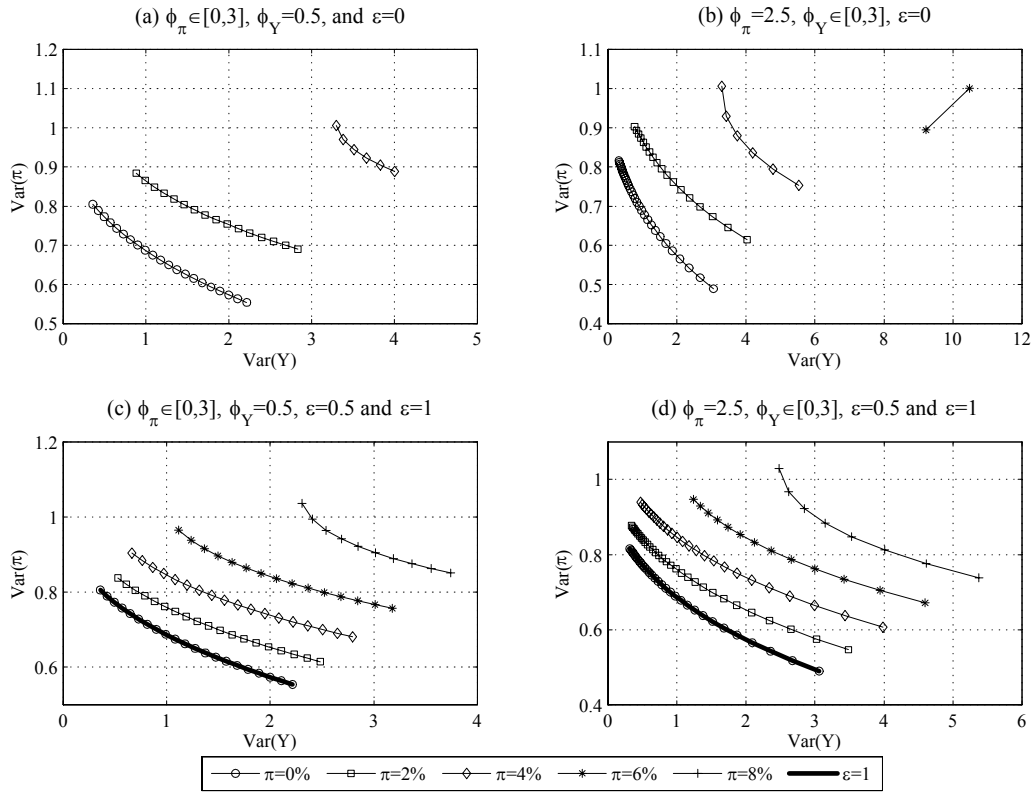 (a) ϕ_π∈[0,3], ϕ_Y=0.5, and ε=0
Var(π)
1.2
1.1
1
0.9
0.8
0.7
0.6
0.5
0 1 2 3 4 5
Var(Y)
(b) ϕ_π=2.5, ϕ_Y∈[0,3], ε=0
Var(π)
1.1
1
0.9
0.8
0.7
0.6
0.5
0.4
0 2 4 6 8 10 12
Var(Y)
(c) ϕ_π∈[0,3], ϕ_Y=0.5, ε=0.5 and ε=1
Var(π)
1.2
1
0.8
0.6
0 1 2 3 4
Var(Y)
(d) ϕ_π=2.5, ϕ_Y∈[0,3], ε=0.5 and ε=1
Var(π)
1
0.8
0.6
0.4
0 1 2 3 4 5 6
Var(Y)
π=0% π=2% π=4% π=6% π=8% ε=1